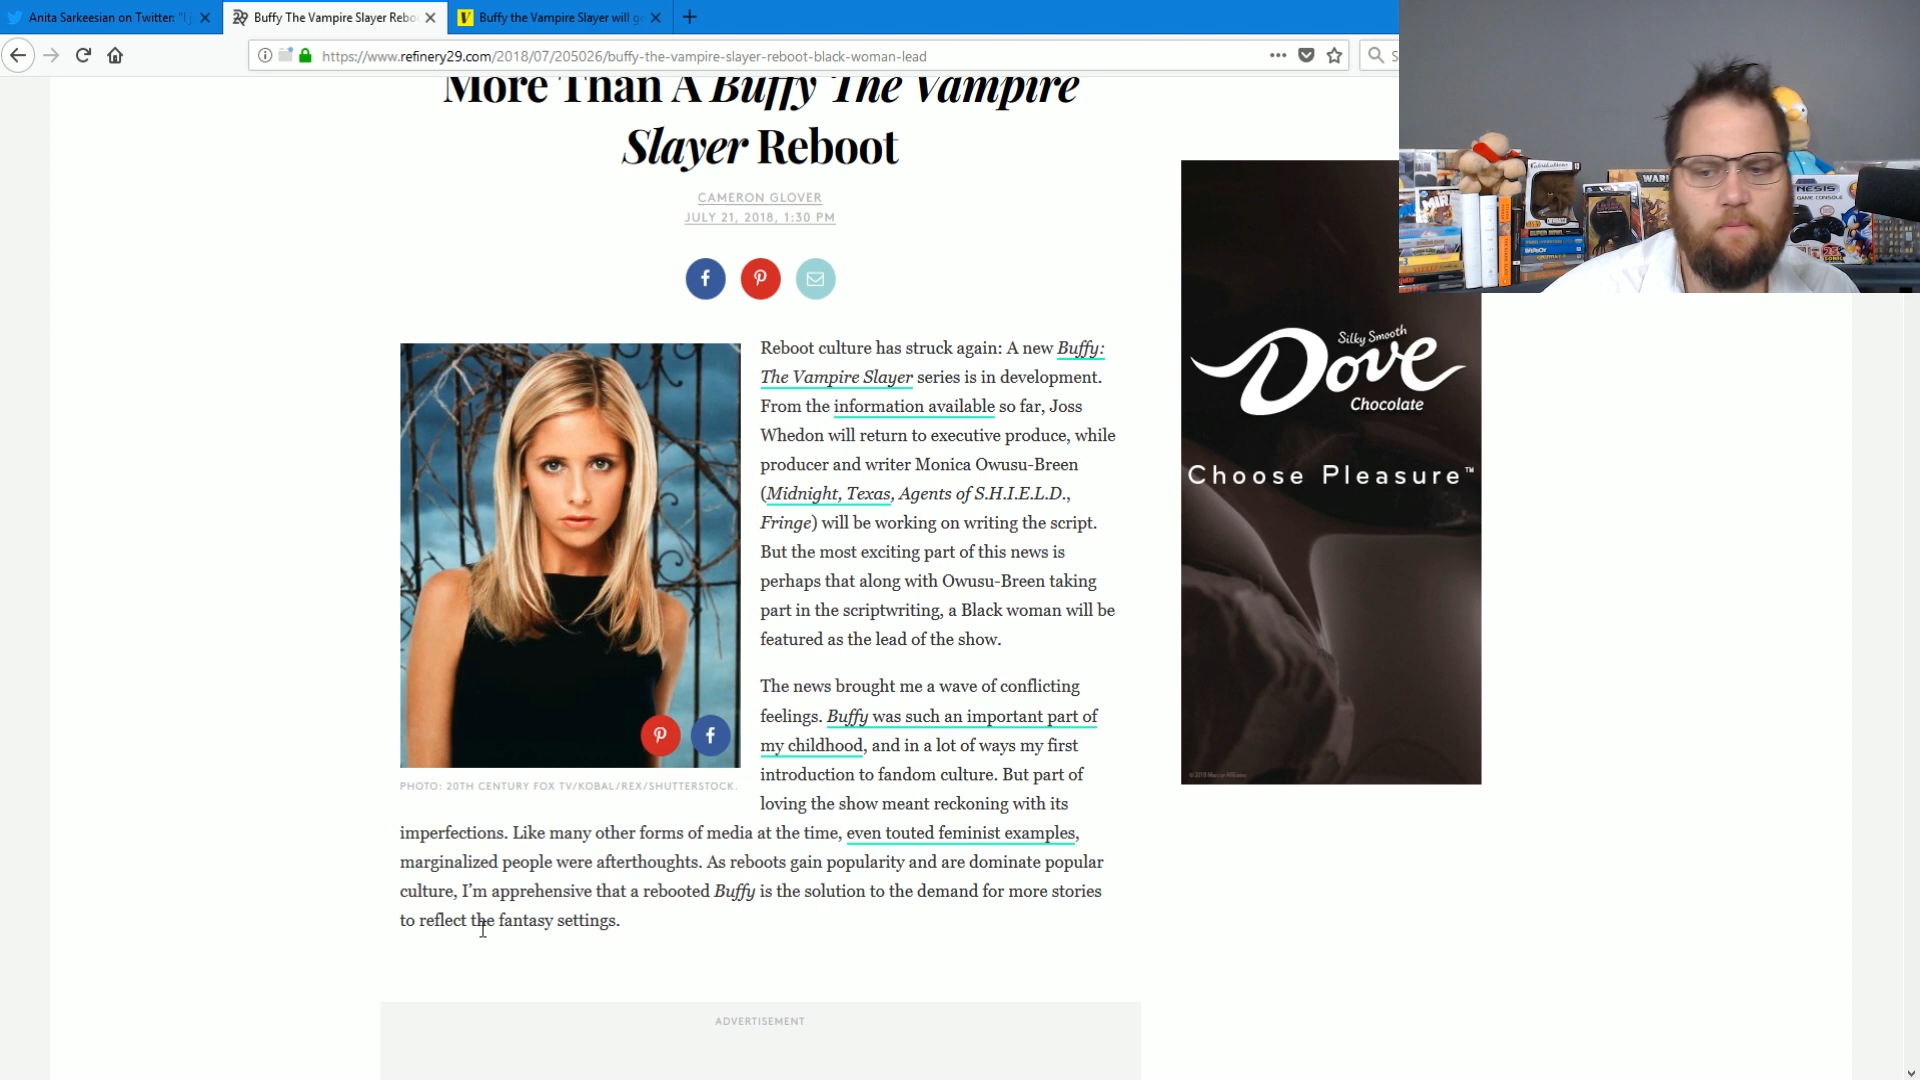 Anita Sarkeesian on Twitter: "I j
Buffy The Vampire Slayer Rebo
Buffy the Vampire Slayer will g
https://www.refinery29.com/2018/07/205026/buffy-the-vampire-slayer-reboot-black-woman-lead
S
More Than A Buffy The Vampire
Slayer Reboot
CAMERON GLOVER
JULY 21, 2018, 1:30 PM
Reboot culture has struck again: A new Buffy:
The Vampire Slayer series is in development.
From the information available so far, Joss
Whedon will return to executive produce, while
producer and writer Monica Owusu-Breen
(Midnight, Texas, Agents of S.H.I.E.L.D.,
Fringe) will be working on writing the script.
But the most exciting part of this news is
perhaps that along with Owusu-Breen taking
part in the scriptwriting, a Black woman will be
featured as the lead of the show.
The news brought me a wave of conflicting
feelings. Buffy was such an important part of
my childhood, and in a lot of ways my first
introduction to fandom culture. But part of
loving the show meant reckoning with its
PHOTO: 20TH CENTURY FOX TV/KOBAL/REX/SHUTTERSTOCK.
imperfections. Like many other forms of media at the time, even touted feminist examples,
marginalized people were afterthoughts. As reboots gain popularity and are dominate popular
culture, I'm apprehensive that a rebooted Buffy is the solution to the demand for more stories
to reflect the fantasy settings.
ADVERTISEMENT
Silky Smooth
Dove
Chocolate
Choose Pleasure™
WAR
NESIS
GAME CONSOLE